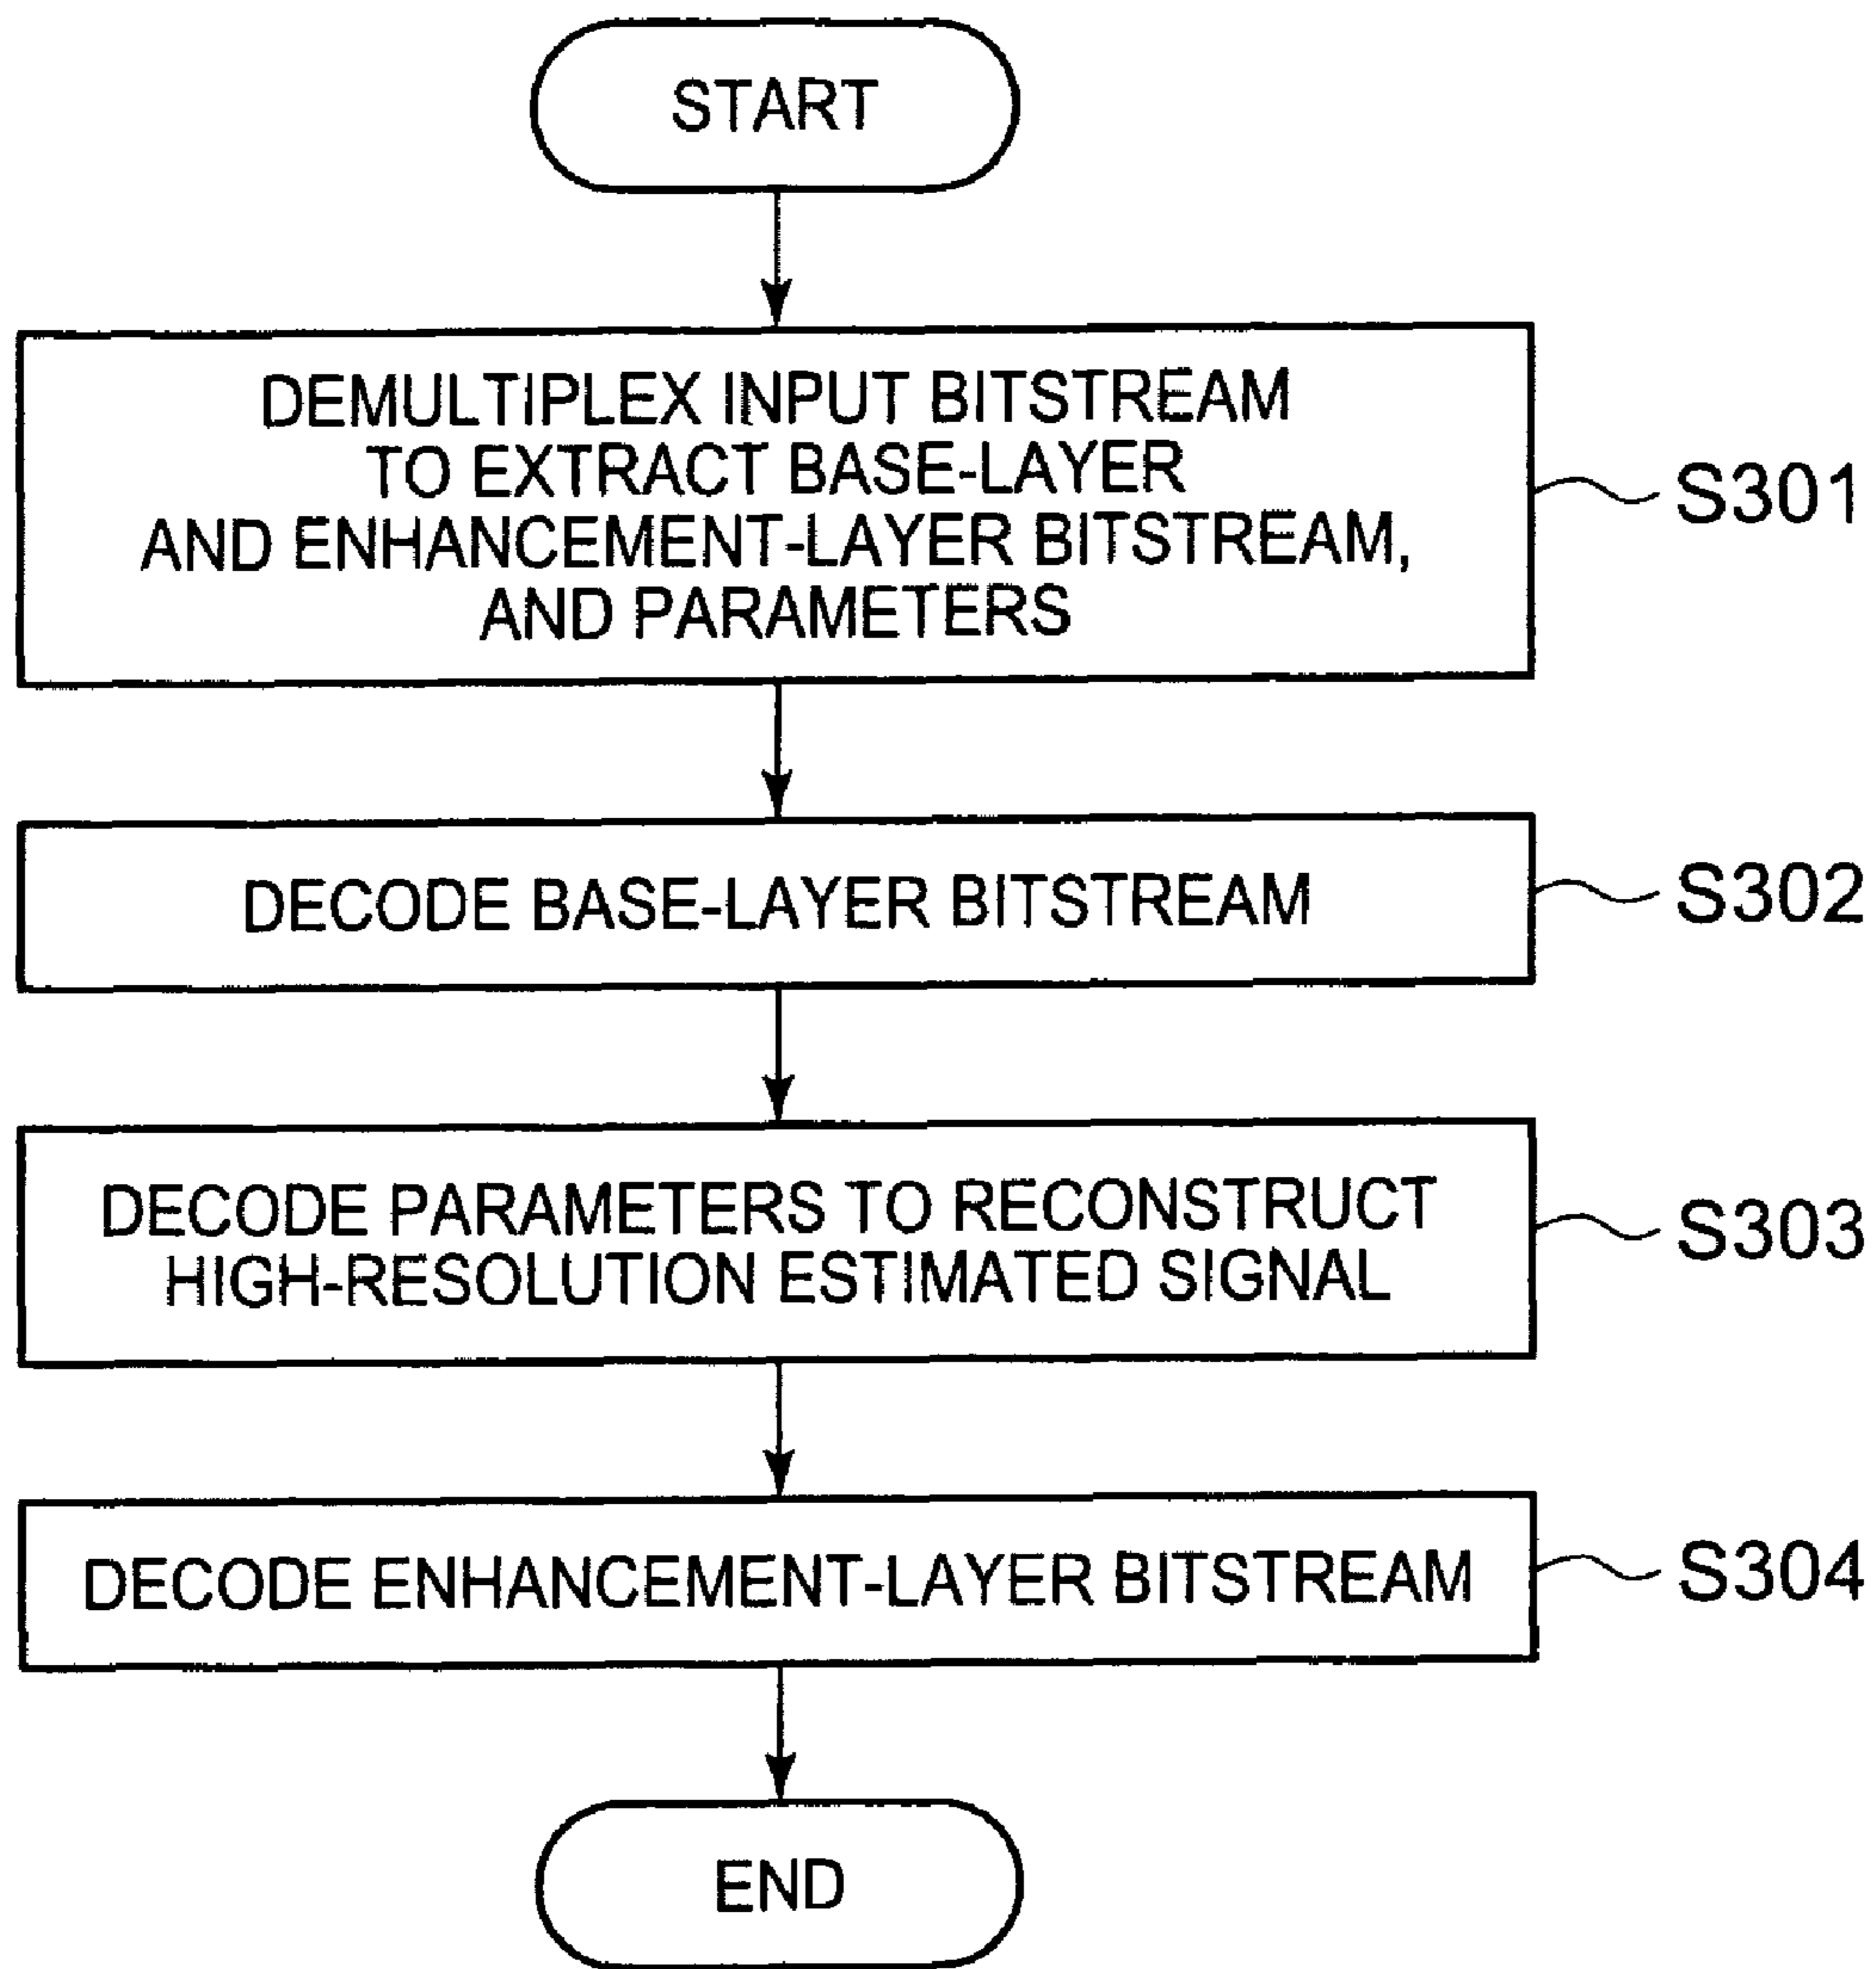 START
DEMULTIPLEX INPUT BITSTREAM
TO EXTRACT BASE-LAYER
AND ENHANCEMENT-LAYER BITSTREAM,
AND PARAMETERS
S301
DECODE BASE-LAYER BITSTREAM
S302
DECODE PARAMETERS TO RECONSTRUCT
HIGH-RESOLUTION ESTIMATED SIGNAL
S303
DECODE ENHANCEMENT-LAYER BITSTREAM
S304
END